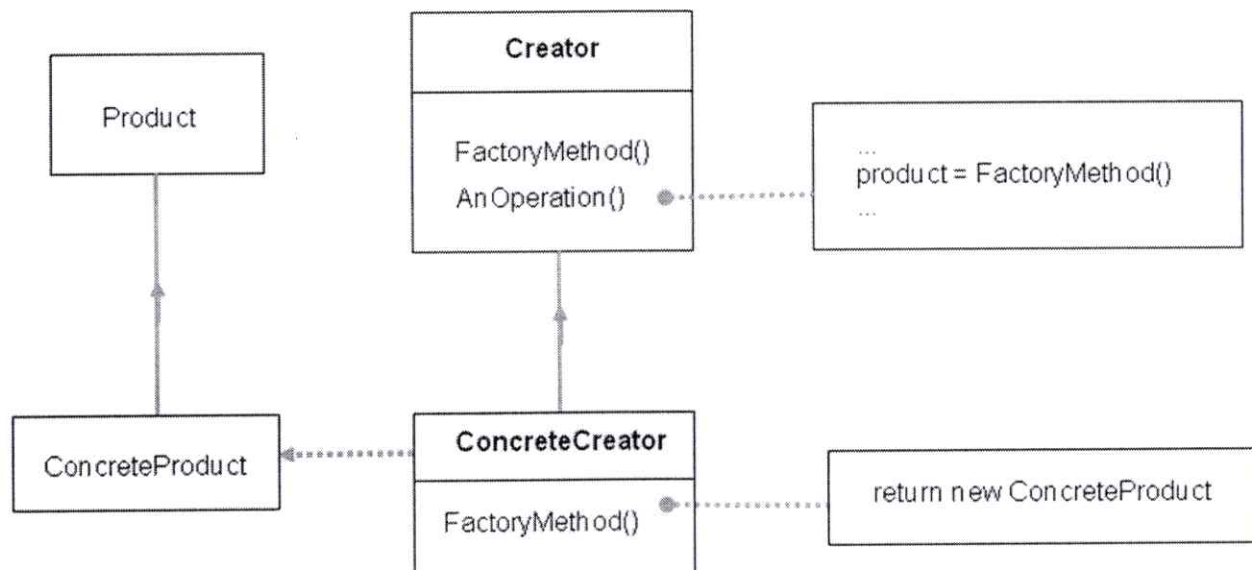 Creator
Product
FactoryMethod()
AnOperation()
...
product = FactoryMethod()
...
ConcreteProduct
ConcreteCreator
FactoryMethod()
return new ConcreteProduct